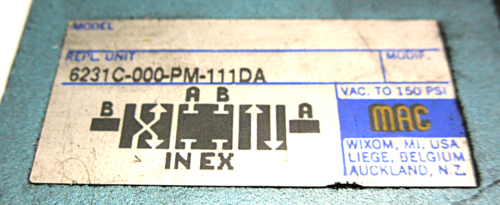 MODEL
REPL. UNIT MODIF.
6231C-000-PM-111DA
VAC. TO 150 PSI
A B
B A
IN EX
MAC
WIXOM, MI. USA
LIEGE, BELGIUM
AUCKLAND, N.Z.